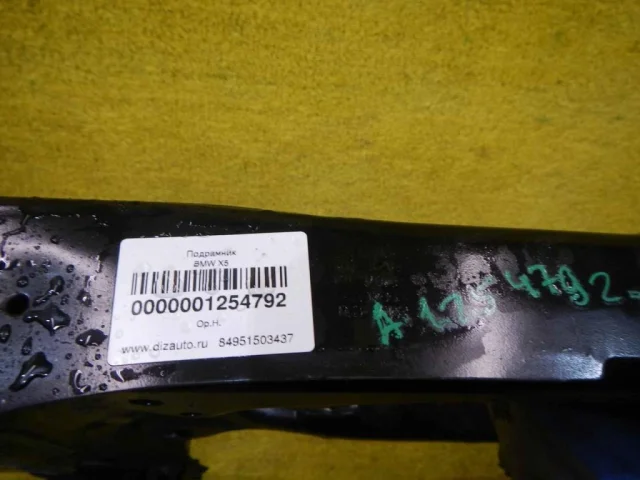 Подрамник
BMW X5
0000001254792
Ор.Н.
www.dizauto.ru 84951503437
A 1254792